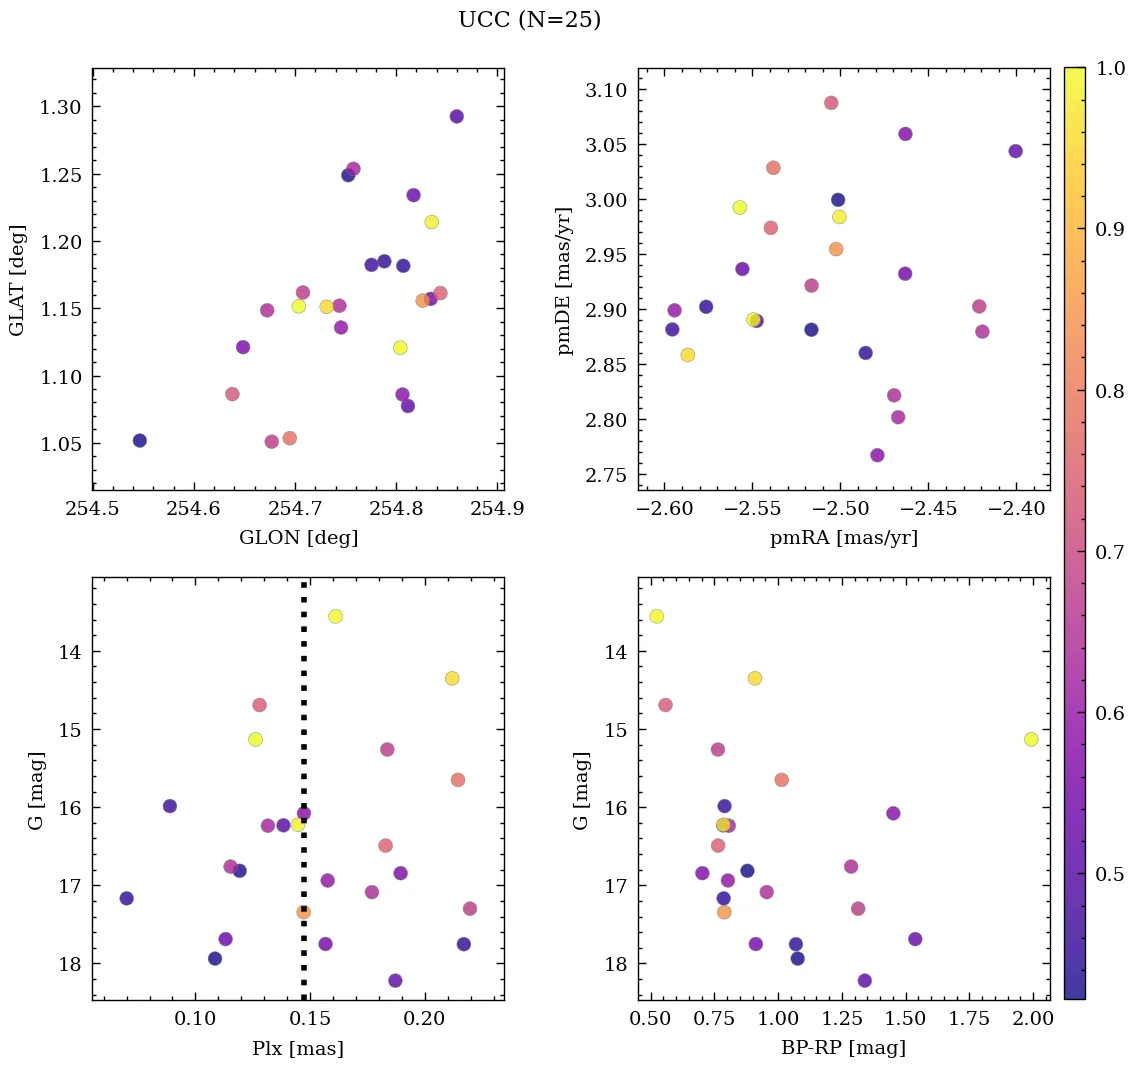 UCC (N=25)
1.30
1.25
1.20
1.15
1.10
1.05
GLAT [deg]
254.5 254.6 254.7 254.8 254.9
GLON [deg]
3.10
3.05
3.00
2.95
2.90
2.85
2.80
2.75
pmDE [mas/yr]
−2.60 −2.55 −2.50 −2.45 −2.40
pmRA [mas/yr]
1.0
0.9
0.8
0.7
0.6
0.5
14
15
16
17
18
G [mag]
0.10 0.15 0.20
Plx [mas]
14
15
16
17
18
G [mag]
0.50 0.75 1.00 1.25 1.50 1.75 2.00
BP-RP [mag]